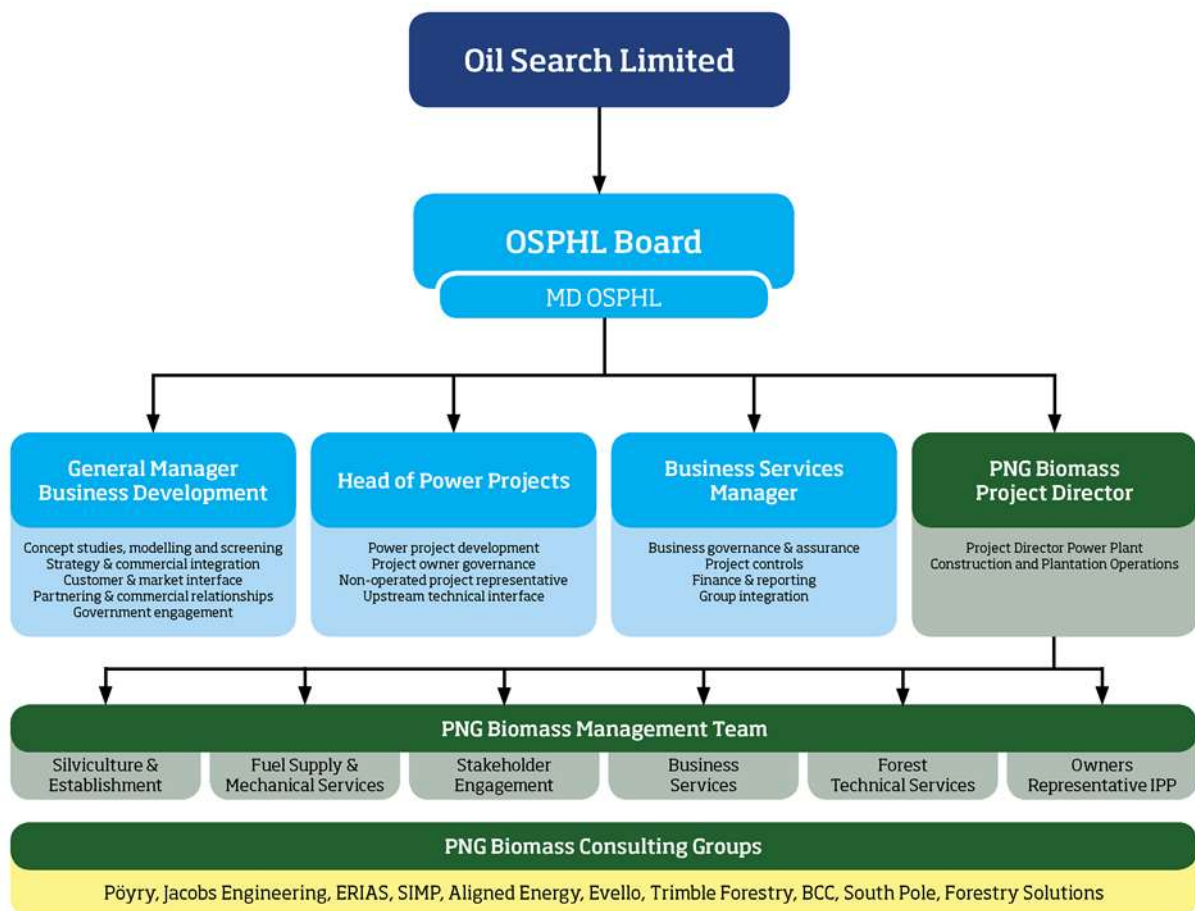 Oil Search Limited
OSPHL Board
MD OSPHL
General Manager
Business Development
Concept studies, modelling and screening
Strategy & commercial integration
Customer & market interface
Partnering & commercial relationships
Government engagement
Head of Power Projects
Power project development
Project owner governance
Non-operated project representative
Upstream technical interface
Business Services
Manager
Business governance & assurance
Project controls
Finance & reporting
Group integration
PNG Biomass
Project Director
Project Director Power Plant
Construction and Plantation Operations
PNG Biomass Management Team
Silviculture &
Establishment
Fuel Supply &
Mechanical Services
Stakeholder
Engagement
Business
Services
Forest
Technical Services
Owners
Representative IPP
PNG Biomass Consulting Groups
Pöyry, Jacobs Engineering, ERIAS, SIMP, Aligned Energy, Evello, Trimble Forestry, BCC, South Pole, Forestry Solutions